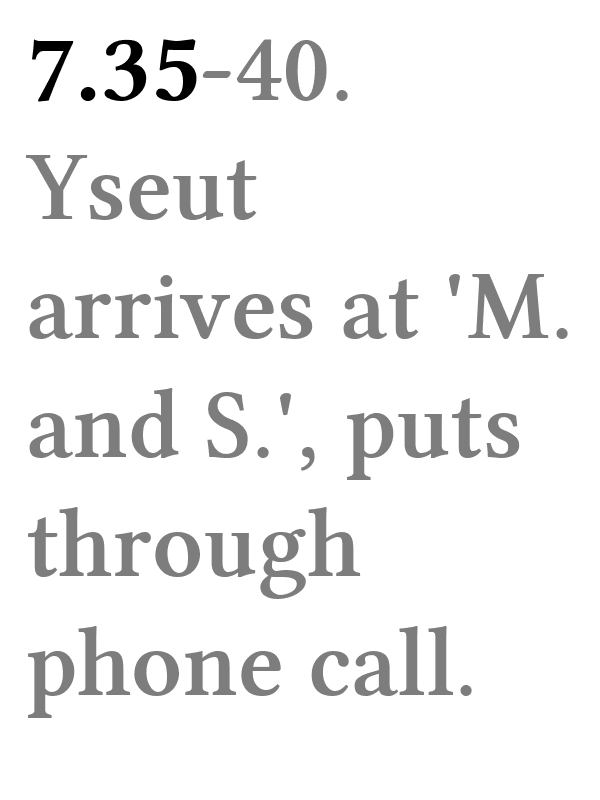 7.35-40.
Yseut
arrives at 'M.
and S.', puts
through
phone call.